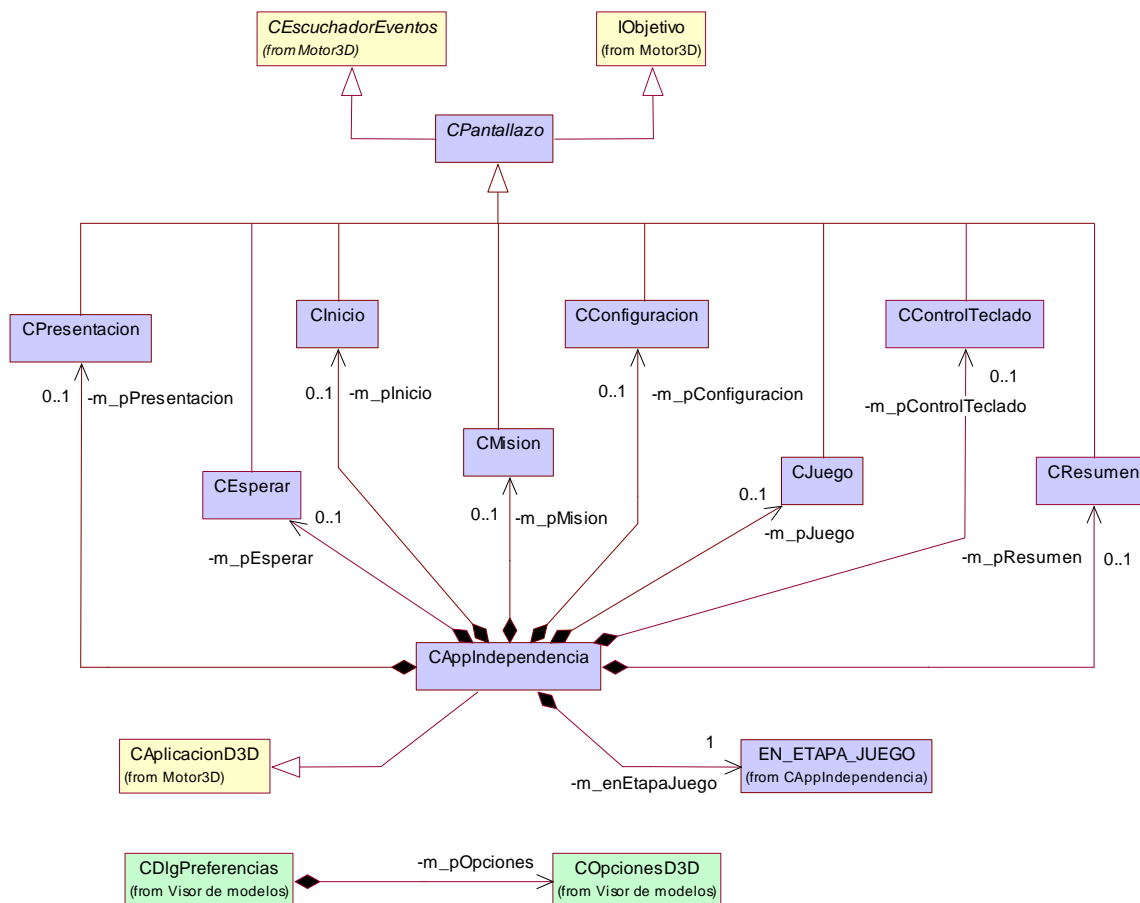 CEscuchadorEventos
(from Motor3D)
IObjetivo
(from Motor3D)
CPantallazo
CPresentacion
CInicio
CConfiguracion
CControlTeclado
0..1
-m_pPresentacion
0..1
-m_pInicio
0..1
-m_pConfiguracion
0..1
-m_pControlTeclado
CMision
CEsperar
CJuego
CResumen
0..1
-m_pEsperar
0..1
-m_pMision
0..1
-m_pJuego
-m_pResumen
0..1
CAppIndependencia
CAplicacionD3D
(from Motor3D)
1
-m_enEtapaJuego
EN_ETAPA_JUEGO
(from CAppIndependencia)
CDlgPreferencias
(from Visor de modelos)
-m_pOpciones
COpcionesD3D
(from Visor de modelos)